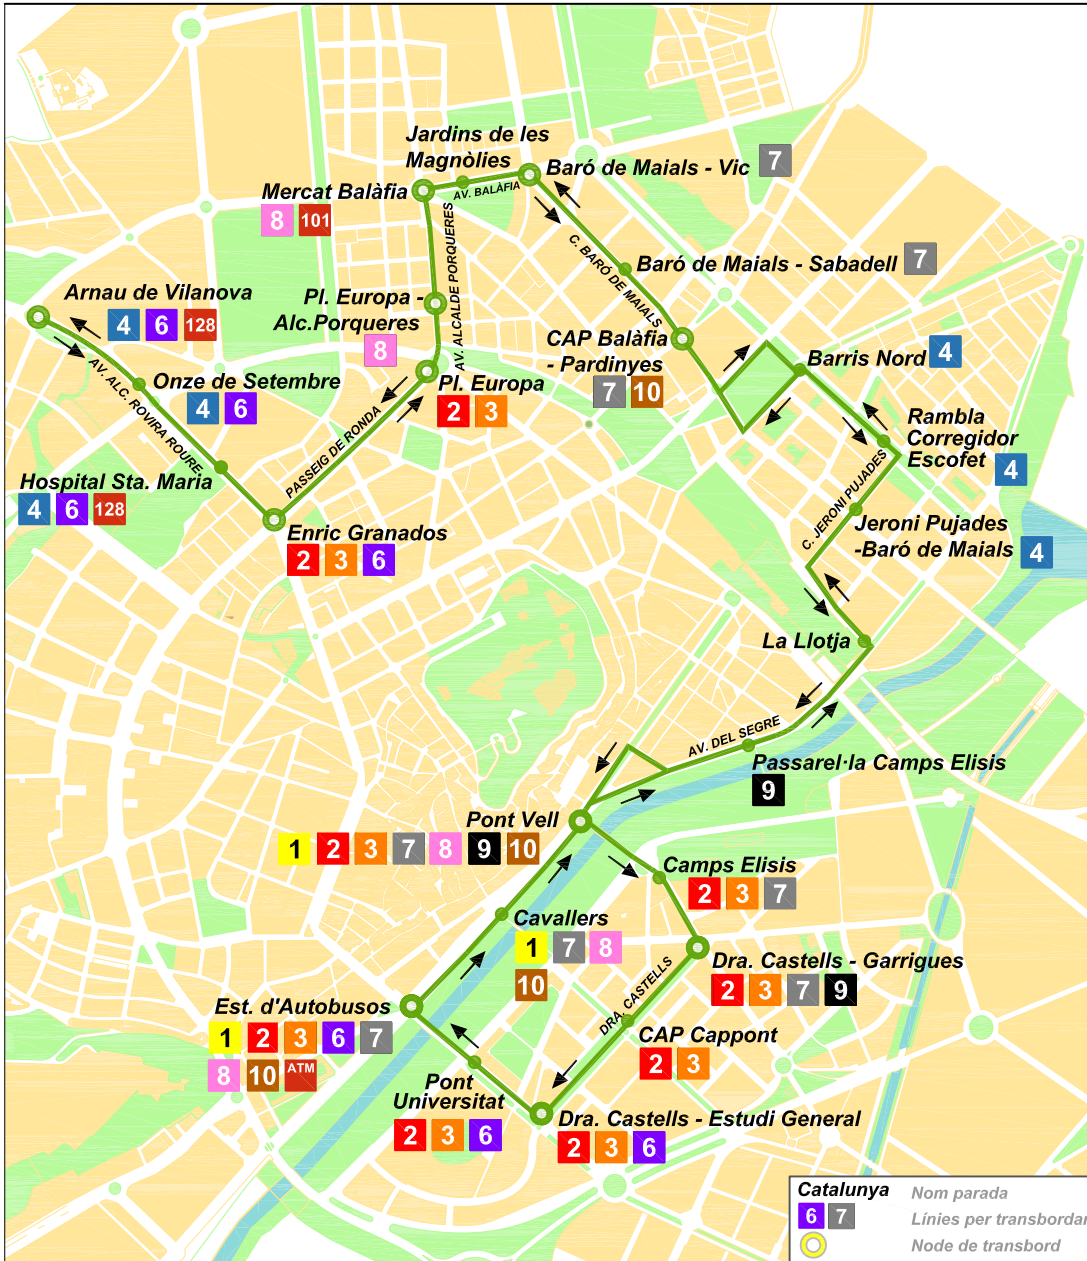 Jardins de les
Magnòlies
Baró de Maials - Vic 7
Mercat Balàfia
8 101
AV. BALÀFIA
AV. ALCALDE PORQUERES
C. BARÓ DE MAIALS
Baró de Maials - Sabadell 7
Arnau de Vilanova
4 6 128
Pl. Europa -
Alc.Porqueres
8
CAP Balàfia
- Pardinyes
7 10
Barris Nord 4
AV. ALC. ROVIRA ROURE
Onze de Setembre
4 6
Pl. Europa
2 3
PASSEIG DE RONDA
Rambla
Corregidor
Escofet 4
Hospital Sta. Maria
4 6 128
C. JERONI PUJADES
Jeroni Pujades
-Baró de Maials 4
Enric Granados
2 3 6
La Llotja
AV. DEL SEGRE
Passarel·la Camps Elisis
9
Pont Vell
1 2 3 7 8 9 10
Camps Elisis
2 3 7
Cavallers
1 7 8
10
Dra. Castells - Garrigues
2 3 7 9
DRA. CASTELLS
Est. d'Autobusos
1 2 3 6 7
8 10 ATM
CAP Cappont
2 3
Pont
Universitat
2 3 6
Dra. Castells - Estudi General
2 3 6
Catalunya Nom parada
6 7 Línies per transbordar
Node de transbord